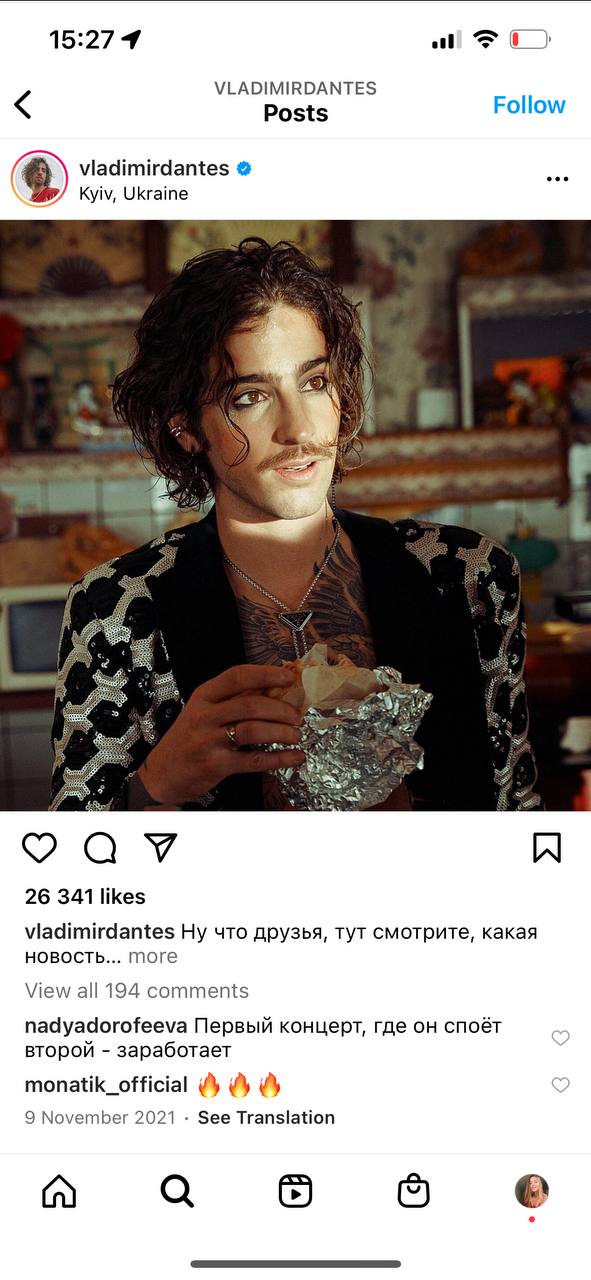 15:27
VLADIMIRDANTES
Posts
Follow
vladimirdantes
Kyiv, Ukraine
26 341 likes
vladimirdantes Ну что друзья, тут смотрите, какая
новость... more
View all 194 comments
nadyadorofeeva Первый концерт, где он споёт
второй - заработает
monatik_official 🔥🔥🔥
9 November 2021 · See Translation